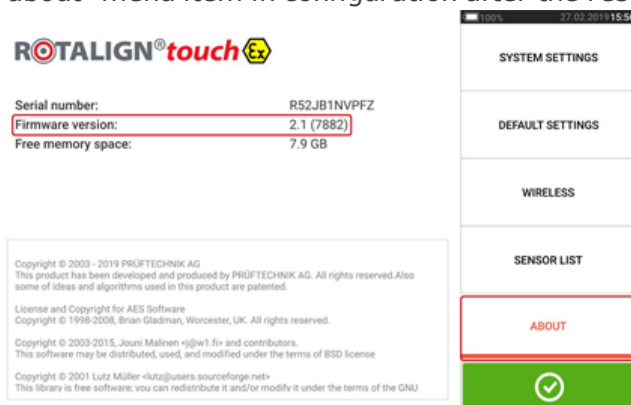 about" menu item in configuration after the res
ROTALIGN® touch Ex
Serial number: R52JB1NVPFZ
Firmware version: 2.1 (7882)
Free memory space: 7.9 GB
Copyright © 2003 - 2019 PRÜFTECHNIK AG
This product has been developed and produced by PRÜFTECHNIK AG. All rights reserved.Also
some of ideas and algorithms used in this product are patented.
License and Copyright for AES Software
Copyright © 1998-2008, Brian Gladman, Worcester, UK. All rights reserved.
Copyright © 2003-2015, Jouni Malinen <j@w1.fi> and contributors.
This software may be distributed, used, and modified under the terms of BSD license
Copyright © 2001 Lutz Müller <lutz@users.sourceforge.net>
This library is free software; you can redistribute it and/or modify it under the terms of the GNU
100% 27.02.2019 15:56
SYSTEM SETTINGS
DEFAULT SETTINGS
WIRELESS
SENSOR LIST
ABOUT